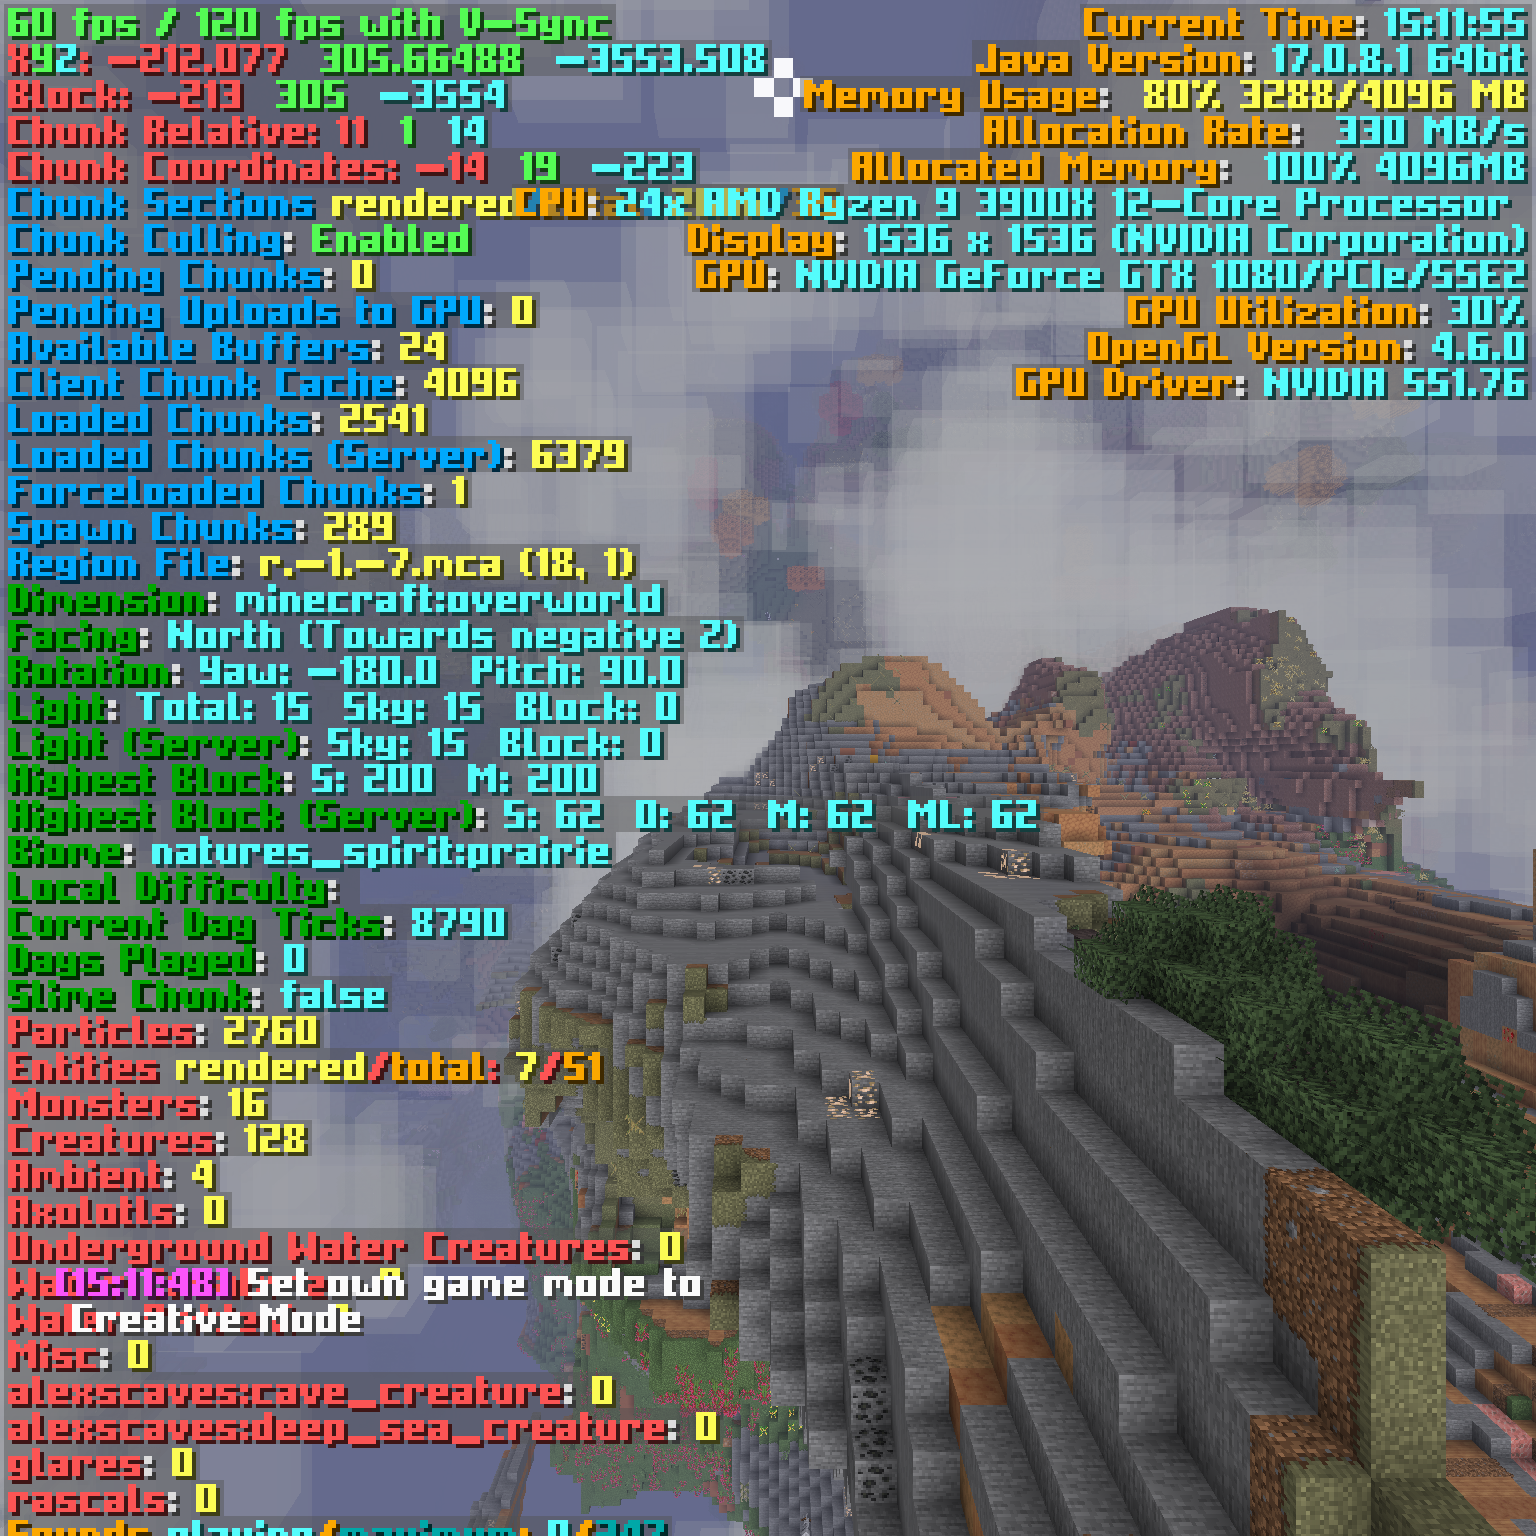 60 fps / 120 fps with V-Sync
XYZ: -212.077 305.66488 -3553.508
Block: -213 305 -3554
Chunk Relative: 11 1 14
Chunk Coordinates: -14 19 -223
Chunk Sections rendered
Chunk Culling: Enabled
Pending Chunks: 0
Pending Uploads to GPU: 0
Available Buffers: 24
Client Chunk Cache: 4096
Loaded Chunks: 2541
Loaded Chunks (Server): 6379
Forceloaded Chunks: 1
Spawn Chunks: 289
Region File: r.-1.-7.mca (18, 1)
Dimension: minecraft:overworld
Facing: North (Towards negative Z)
Rotation: Yaw: -180.0 Pitch: 90.0
Light: Total: 15 Sky: 15 Block: 0
Light (Server): Sky: 15 Block: 0
Highest Block: S: 200 M: 200
Highest Block (Server): S: 62 O: 62 M: 62 ML: 62
Biome: natures_spirit:prairie
Local Difficulty:
Current Day Ticks: 8790
Days Played: 0
Slime Chunk: false
Particles: 2760
Entities rendered/total: 7/51
Monsters: 16
Creatures: 128
Ambient: 4
Axolotls: 0
Underground Water Creatures: 0
[15:11:48] Set own game mode to
Creative Mode
Misc: 0
alexscaves:cave_creature: 0
alexscaves:deep_sea_creature: 0
glares: 0
rascals: 0
Sounds playing/maximum: 0/247
Current Time: 15:11:55
Java Version: 17.0.8.1 64bit
Memory Usage: 80% 3288/4096 MB
Allocation Rate: 330 MB/s
Allocated Memory: 100% 4096MB
CPU: 24x AMD Ryzen 9 3900X 12-Core Processor
Display: 1536 x 1536 (NVIDIA Corporation)
GPU: NVIDIA GeForce GTX 1080/PCIe/SSE2
GPU Utilization: 30%
OpenGL Version: 4.6.0
GPU Driver: NVIDIA 551.76